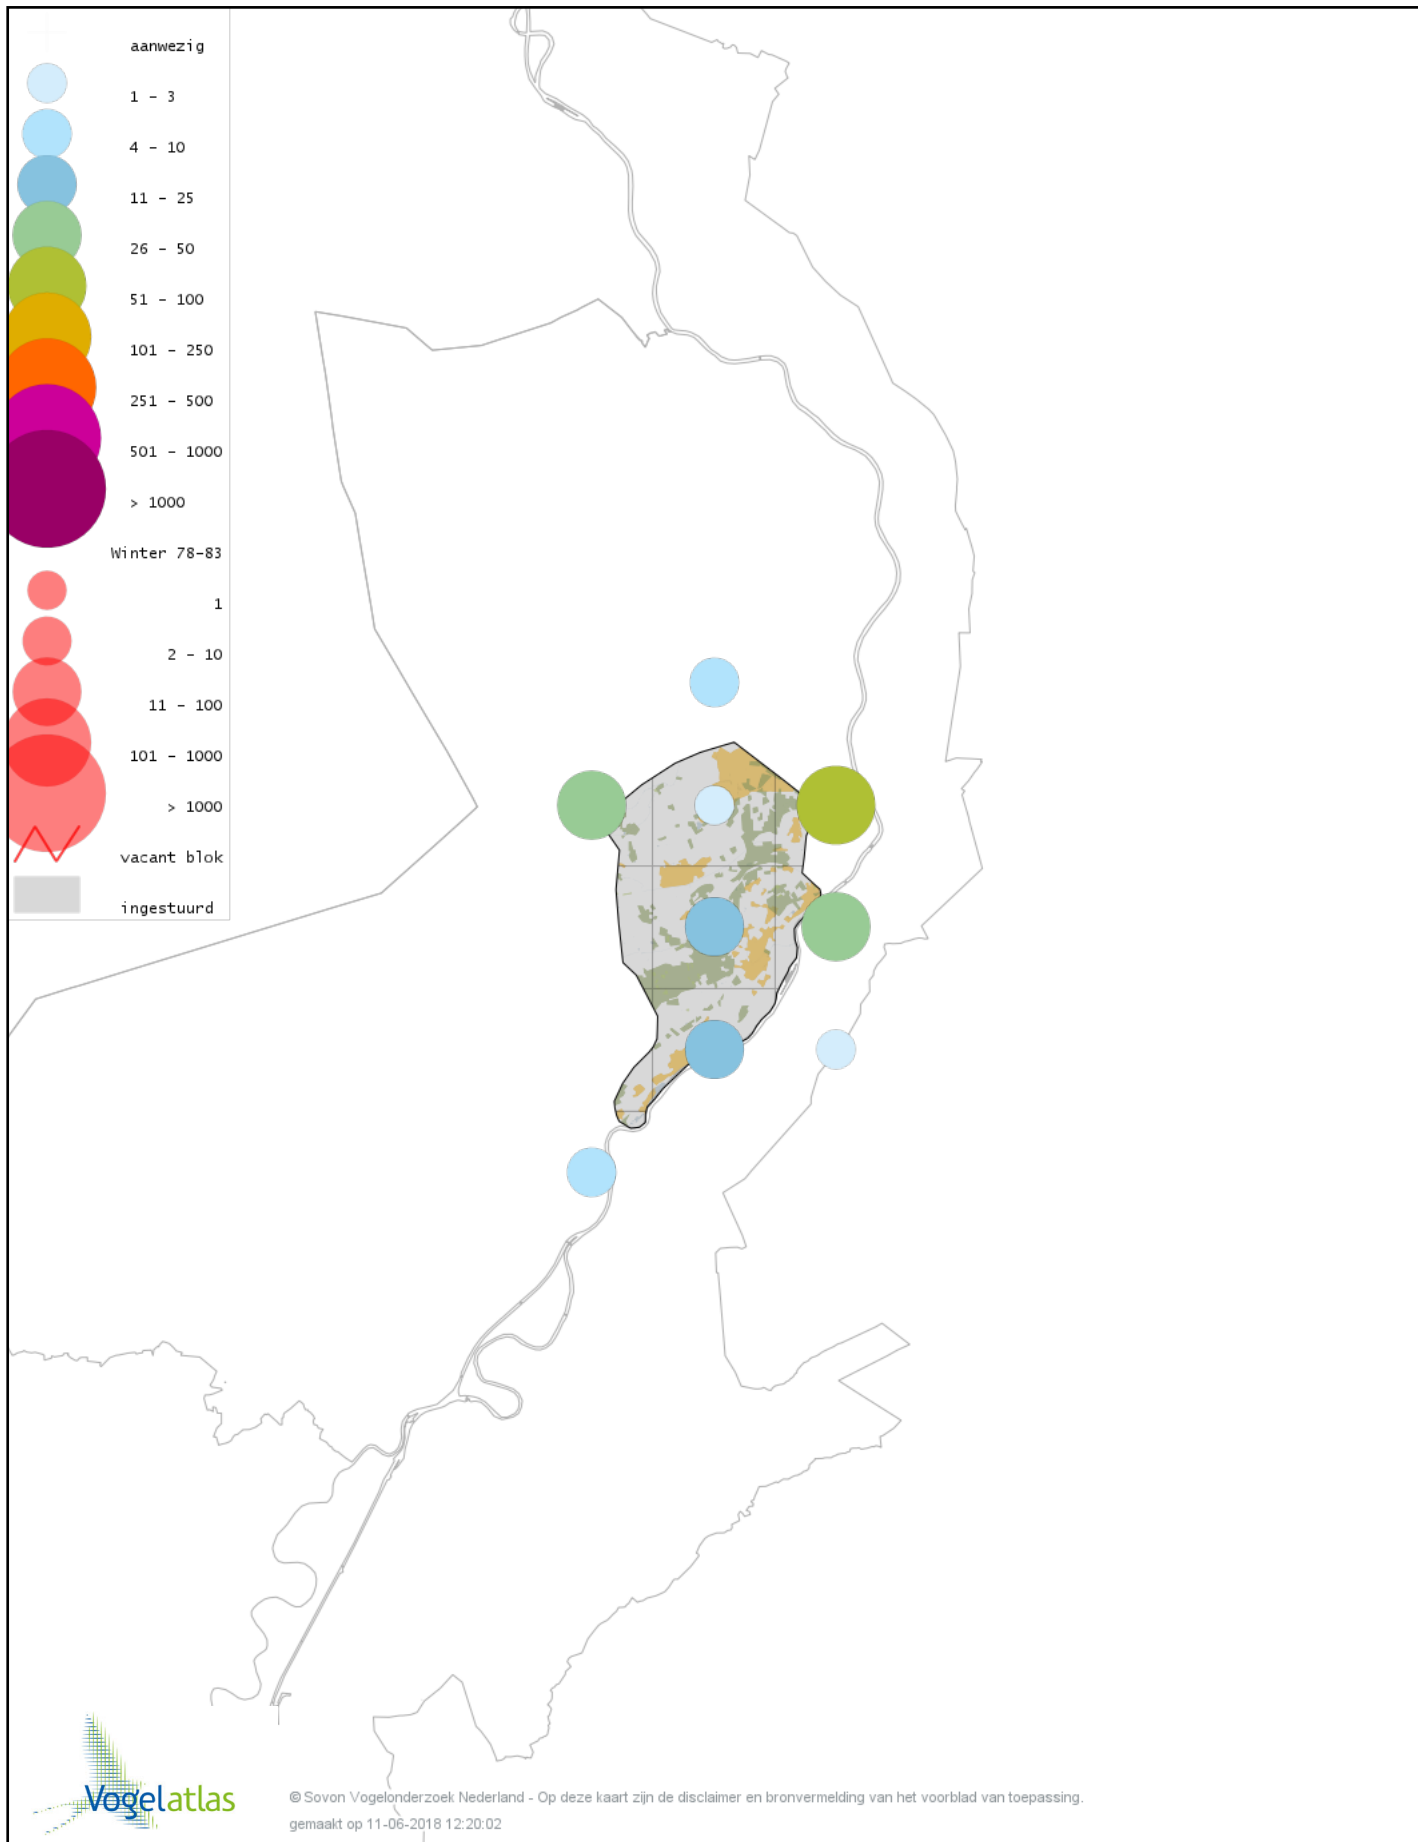 aanwezig
1 - 3
4 - 10
11 - 25
26 - 50
51 - 100
101 - 250
251 - 500
501 - 1000
> 1000
Winter 78-83
1
2 - 10
11 - 100
101 - 1000
> 1000
vacant blok
ingestuurd
Vogelatlas
© Sovon Vogelonderzoek Nederland - Op deze kaart zijn de disclaimer en bronvermelding van het voorblad van toepassing.
gemaakt op 11-06-2018 12:20:02